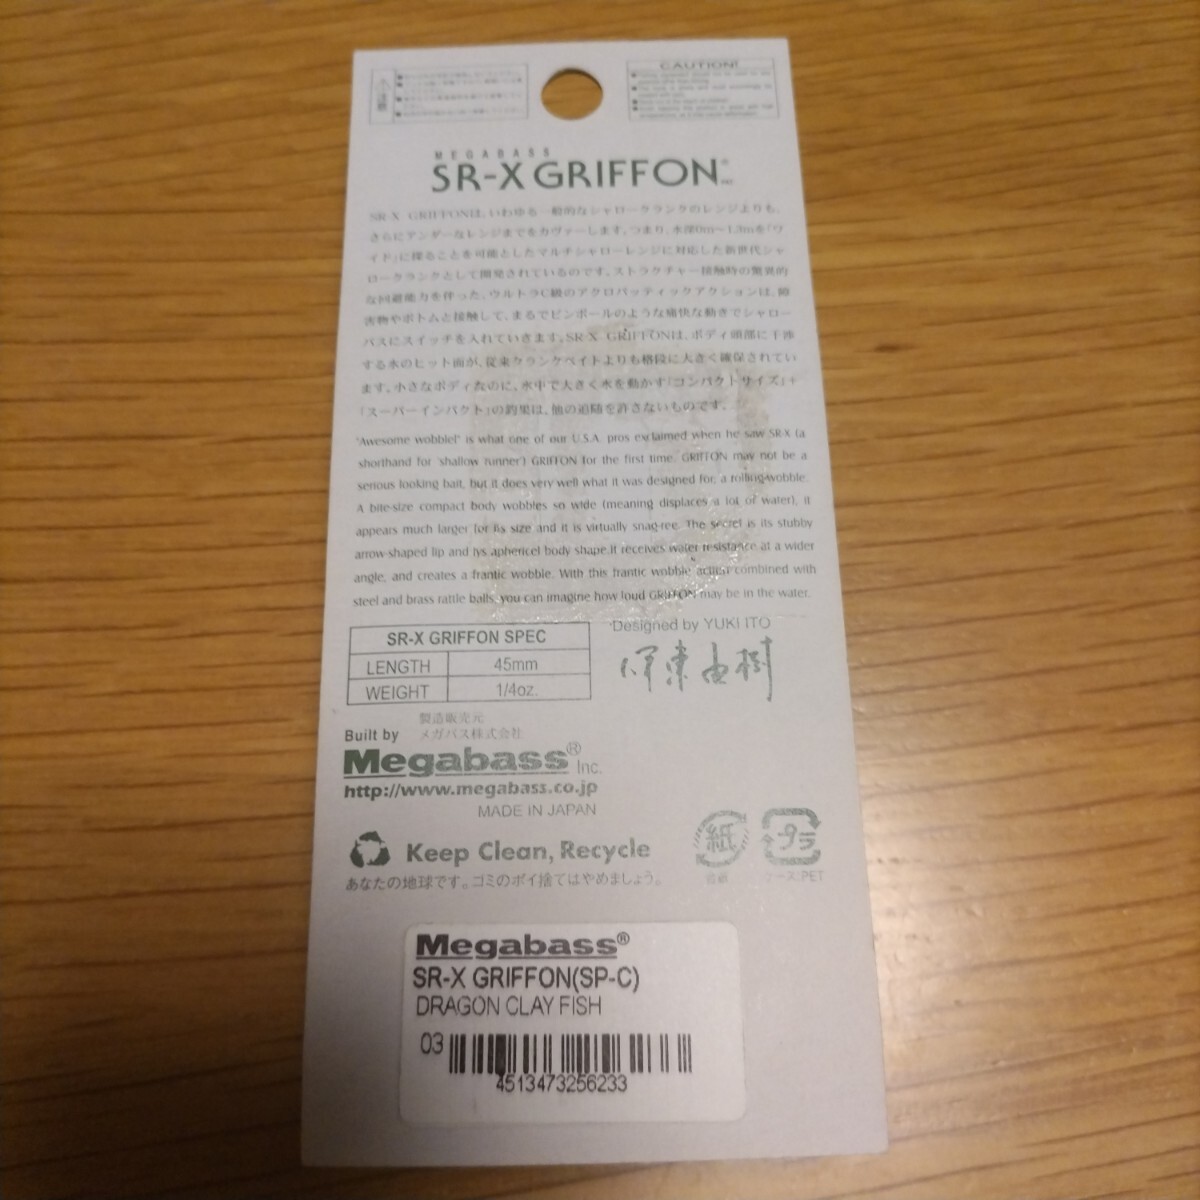 CAUTION!
MEGABASS
SR-X GRIFFON
SR-X GRIFFONは、いわゆる一般的なシャロークランクのレンジよりも、
さらにアンダーなレンジまでをカヴァーします。つまり、水深0m〜1.3mを「ワ
イド」に探ることを可能としたマルチシャローレンジに対応した新世代シャ
ロークランクとして開発されているのです。ストラクチャー接触時の驚異的
な回避能力を伴った、ウルトラC級のアクロバッティックアクションは、障
害物やボトムと接触して、まるでピンボールのような痛快な動きでシャロー
バスにスイッチを入れていきます。SR-X GRIFFONは、ボディ頭部に干渉
する水のヒット面が、従来クランクベイトよりも格段に大きく確保されてい
ます。小さなボディなのに、水中で大きく水を動かす「コンパクトサイズ」+
「スーパーインパクト」の釣果は、他の追随を許さないものです。
"Awesome wobble!" is what one of our U.S.A. pros exclaimed when he saw SR-X (a
shorthand for 'shallow runner') GRIFFON for the first time. GRIFFON may not be a
serious looking bait, but it does very well what it was designed for, a rolling-wobble.
A bite-size compact body wobbles so wide (meaning displaces a lot of water), it
appears much larger for its size and it is virtually snag-ree. The secret is its stubby
arrow-shaped lip and Iys aphericel body shape.It receives water resistance at a wider
angle, and creates a frantic wobble. With this frantic wobble action combined with
steel and brass rattle balls, you can imagine how loud GRIFFON may be in the water.
SR-X GRIFFON SPEC
LENGTH 45mm
WEIGHT 1/4oz.
Designed by YUKI ITO
伊東由樹
製造販売元
Built by メガバス株式会社
Megabass® Inc.
http://www.megabass.co.jp
MADE IN JAPAN
Keep Clean, Recycle
あなたの地球です。ゴミのポイ捨てはやめましょう。
紙 プラ
台紙 ケース:PET
Megabass®
SR-X GRIFFON(SP-C)
DRAGON CLAY FISH
03
4513473256233